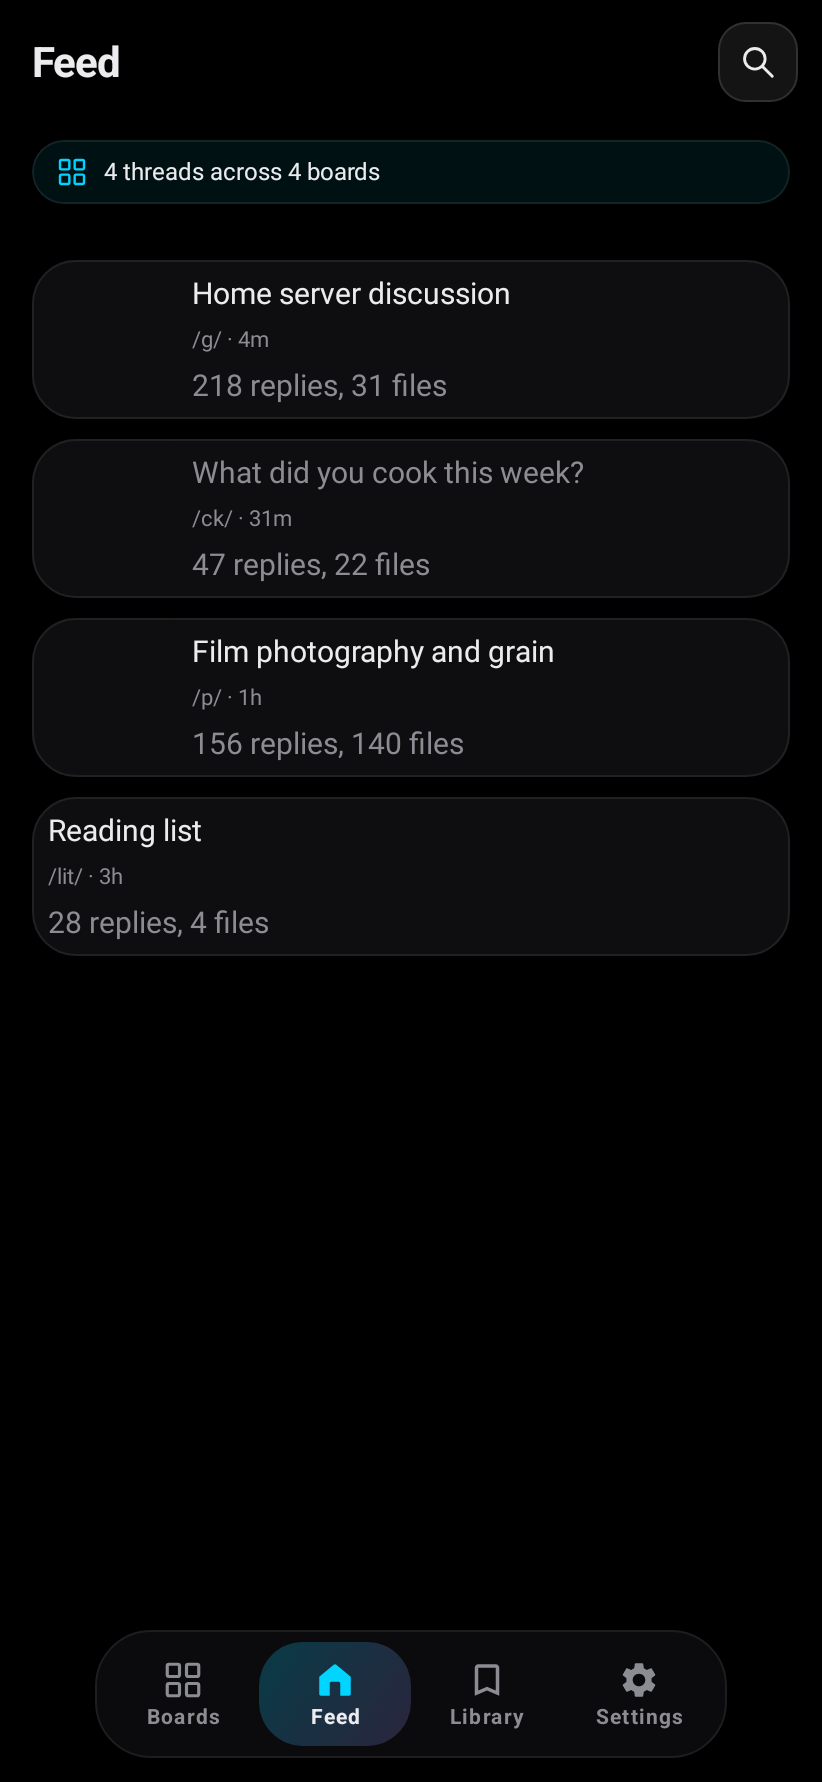 Feed
4 threads across 4 boards
Home server discussion
/g/ · 4m
218 replies, 31 files
What did you cook this week?
/ck/ · 31m
47 replies, 22 files
Film photography and grain
/p/ · 1h
156 replies, 140 files
Reading list
/lit/ · 3h
28 replies, 4 files
Boards
Feed
Library
Settings